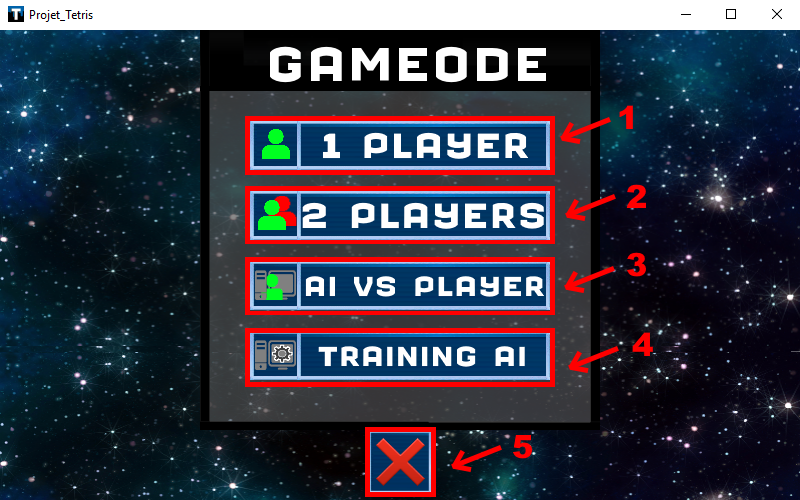 Projet_Tetris
GAMEODE
1 PLAYER
1
2 PLAYERS
2
AI VS PLAYER
3
TRAINING AI
4
5